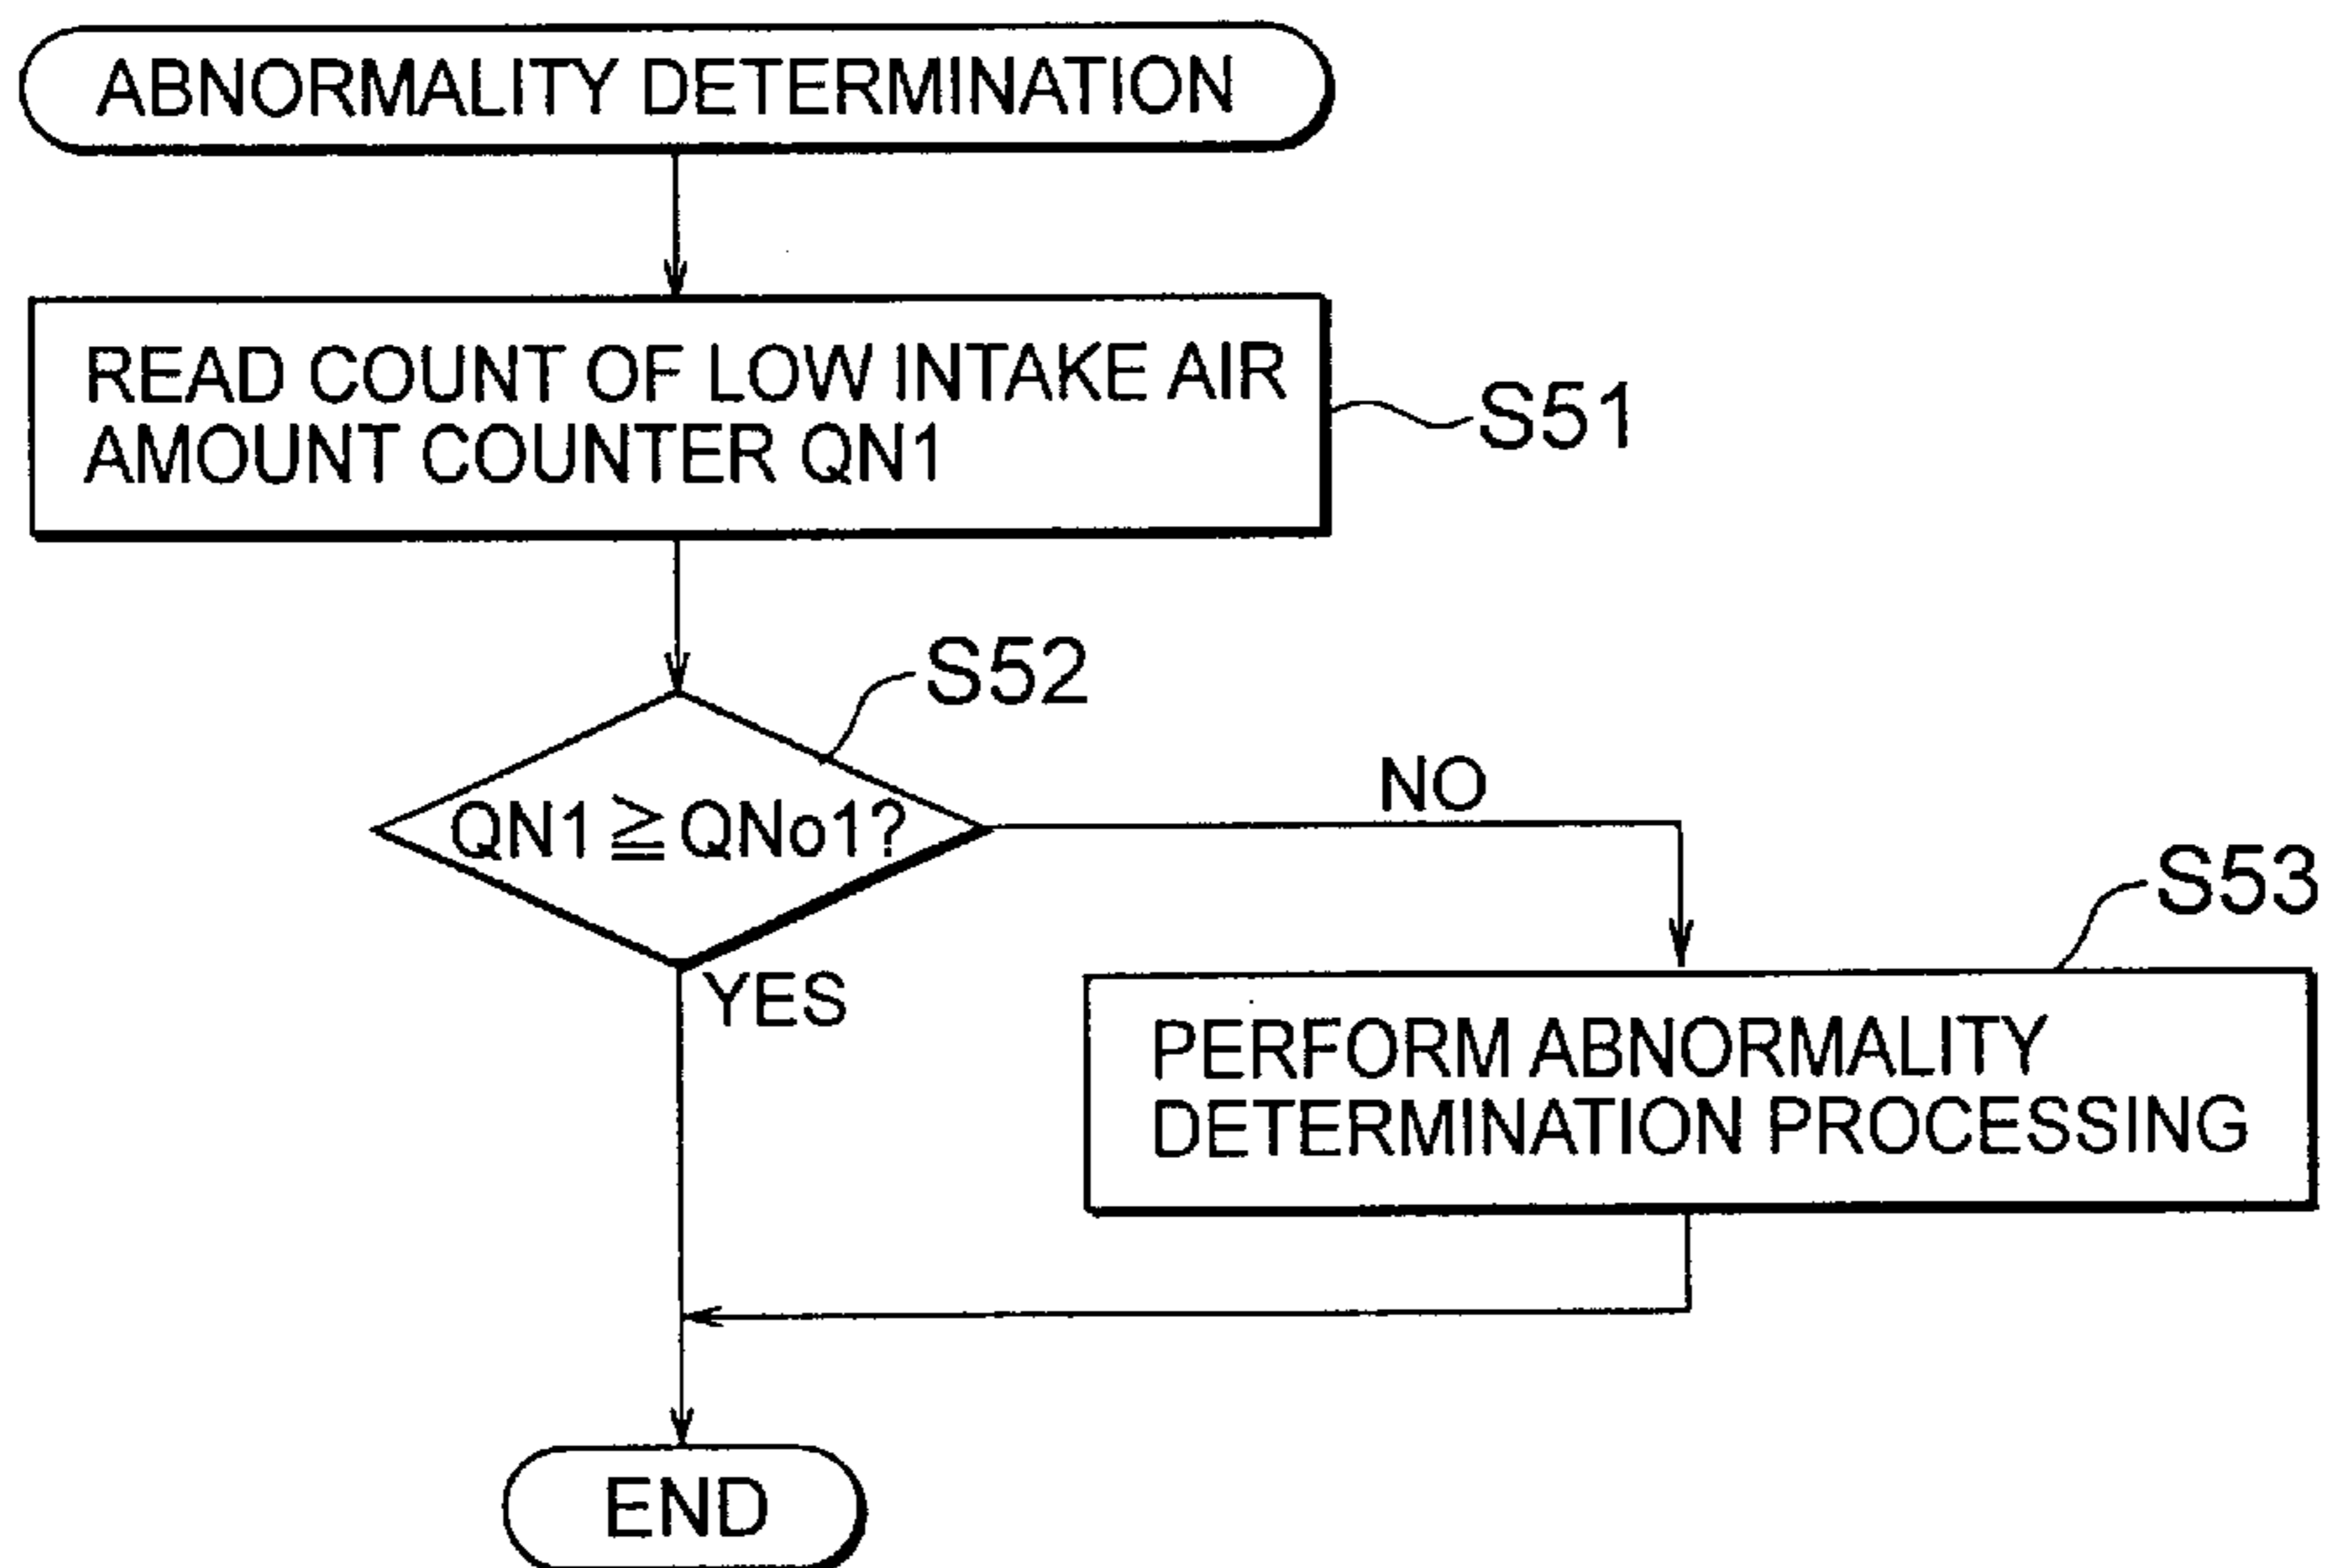 ABNORMALITY DETERMINATION
READ COUNT OF LOW INTAKE AIR
AMOUNT COUNTER QN1
S51
S52
QN1≧QNo1?
NO
YES
S53
PERFORM ABNORMALITY
DETERMINATION PROCESSING
END